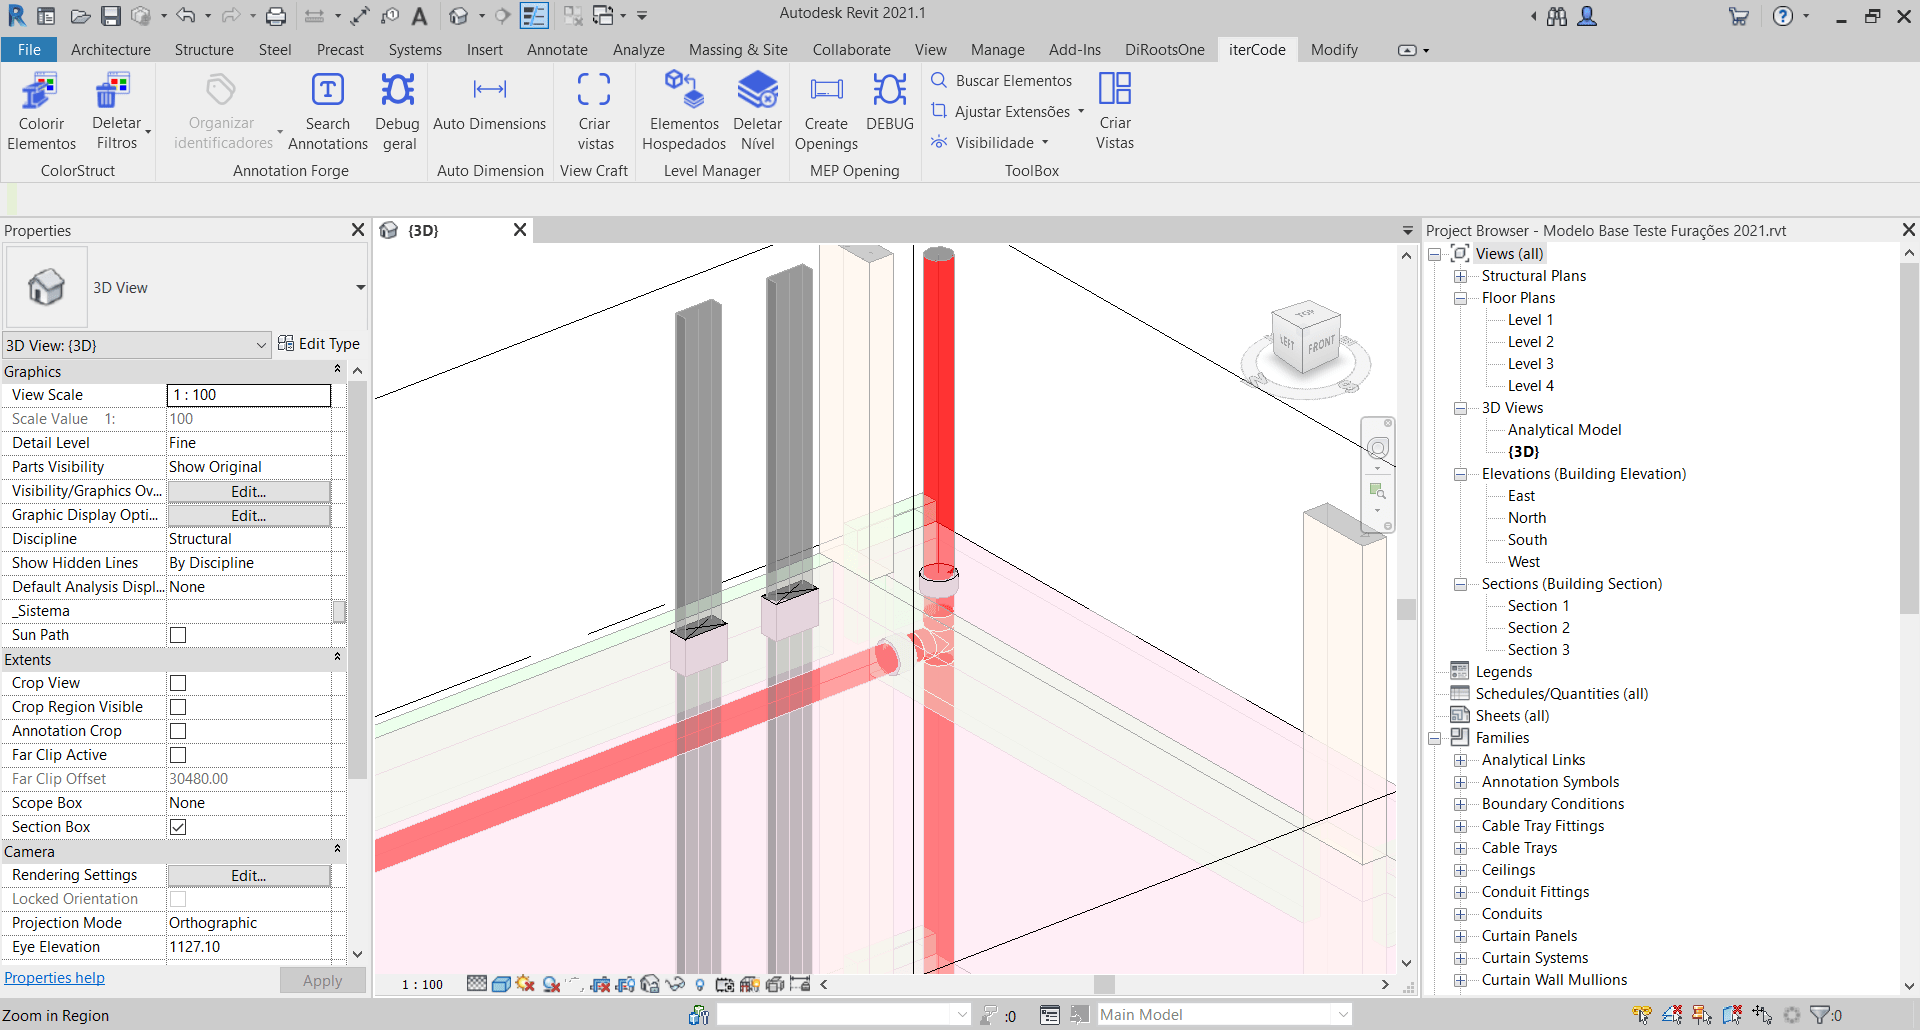 Autodesk Revit 2021.1
File Architecture Structure Steel Precast Systems Insert Annotate Analyze Massing & Site Collaborate View Manage Add-Ins DiRootsOne iterCode Modify
Colorir Elementos
Deletar Filtros
ColorStruct
Organizar identificadores
Search Annotations
Debug geral
Annotation Forge
Auto Dimensions
Auto Dimension
Criar vistas
View Craft
Elementos Hospedados
Deletar Nível
Level Manager
Create Openings
DEBUG
MEP Opening
Buscar Elementos
Ajustar Extensões
Visibilidade
Criar Vistas
ToolBox
Properties
3D View
3D View: {3D}
Edit Type
Graphics
View Scale 1 : 100
Scale Value 1: 100
Detail Level Fine
Parts Visibility Show Original
Visibility/Graphics Ov... Edit...
Graphic Display Opti... Edit...
Discipline Structural
Show Hidden Lines By Discipline
Default Analysis Displ... None
_Sistema
Sun Path
Extents
Crop View
Crop Region Visible
Annotation Crop
Far Clip Active
Far Clip Offset 30480.00
Scope Box None
Section Box
Camera
Rendering Settings Edit...
Locked Orientation
Projection Mode Orthographic
Eye Elevation 1127.10
Properties help
Apply
{3D}
TOP
LEFT
FRONT
1 : 100
Project Browser - Modelo Base Teste Furações 2021.rvt
Views (all)
Structural Plans
Floor Plans
Level 1
Level 2
Level 3
Level 4
3D Views
Analytical Model
{3D}
Elevations (Building Elevation)
East
North
South
West
Sections (Building Section)
Section 1
Section 2
Section 3
Legends
Schedules/Quantities (all)
Sheets (all)
Families
Analytical Links
Annotation Symbols
Boundary Conditions
Cable Tray Fittings
Cable Trays
Ceilings
Conduit Fittings
Conduits
Curtain Panels
Curtain Systems
Curtain Wall Mullions
Zoom in Region
:0
Main Model
:0